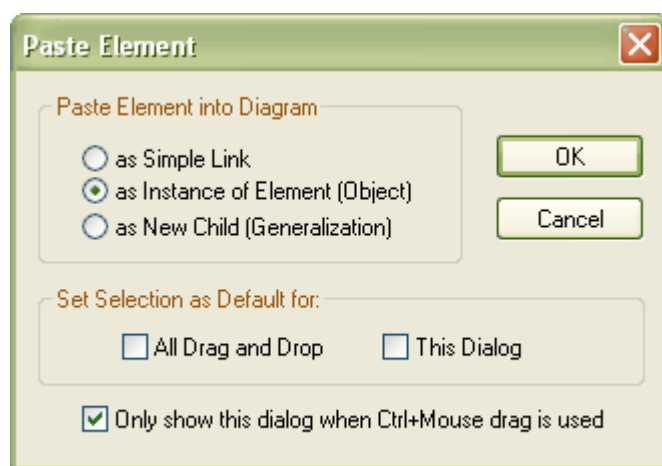 Paste Element
Paste Element into Diagram
as Simple Link
as Instance of Element (Object)
as New Child (Generalization)
OK
Cancel
Set Selection as Default for:
All Drag and Drop This Dialog
Only show this dialog when Ctrl+Mouse drag is used